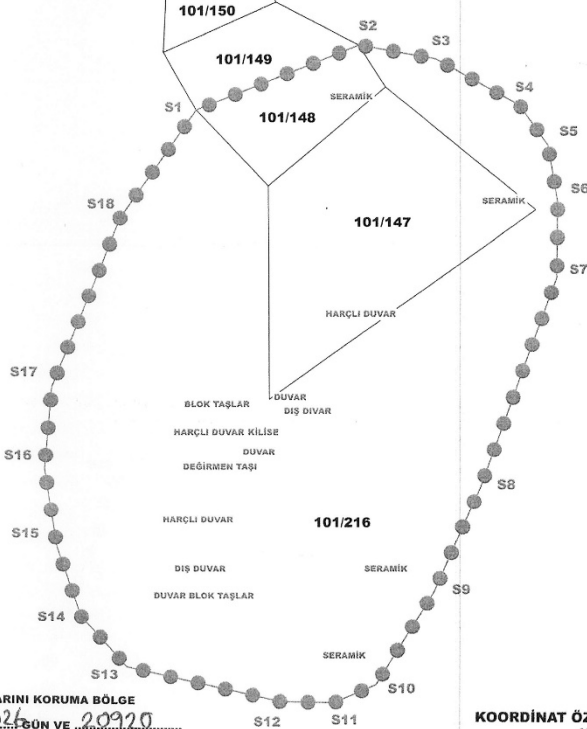 101/150
S2
S3
101/149
S4
SERAMİK
S1
101/148
S5
S6
SERAMİK
S18
101/147
S7
HARÇLI DUVAR
S17
DUVAR
BLOK TAŞLAR
DIŞ DIVAR
HARÇLI DUVAR KİLİSE
DUVAR
S16
DEĞİRMEN TAŞI
S8
HARÇLI DUVAR
101/216
S15
DIŞ DUVAR
SERAMİK
S9
DUVAR BLOK TAŞLAR
S14
SERAMİK
S13
S10
ARINI KORUMA BÖLGE
GÜN VE 20920
S12
S11
KOORDİNAT ÖZ